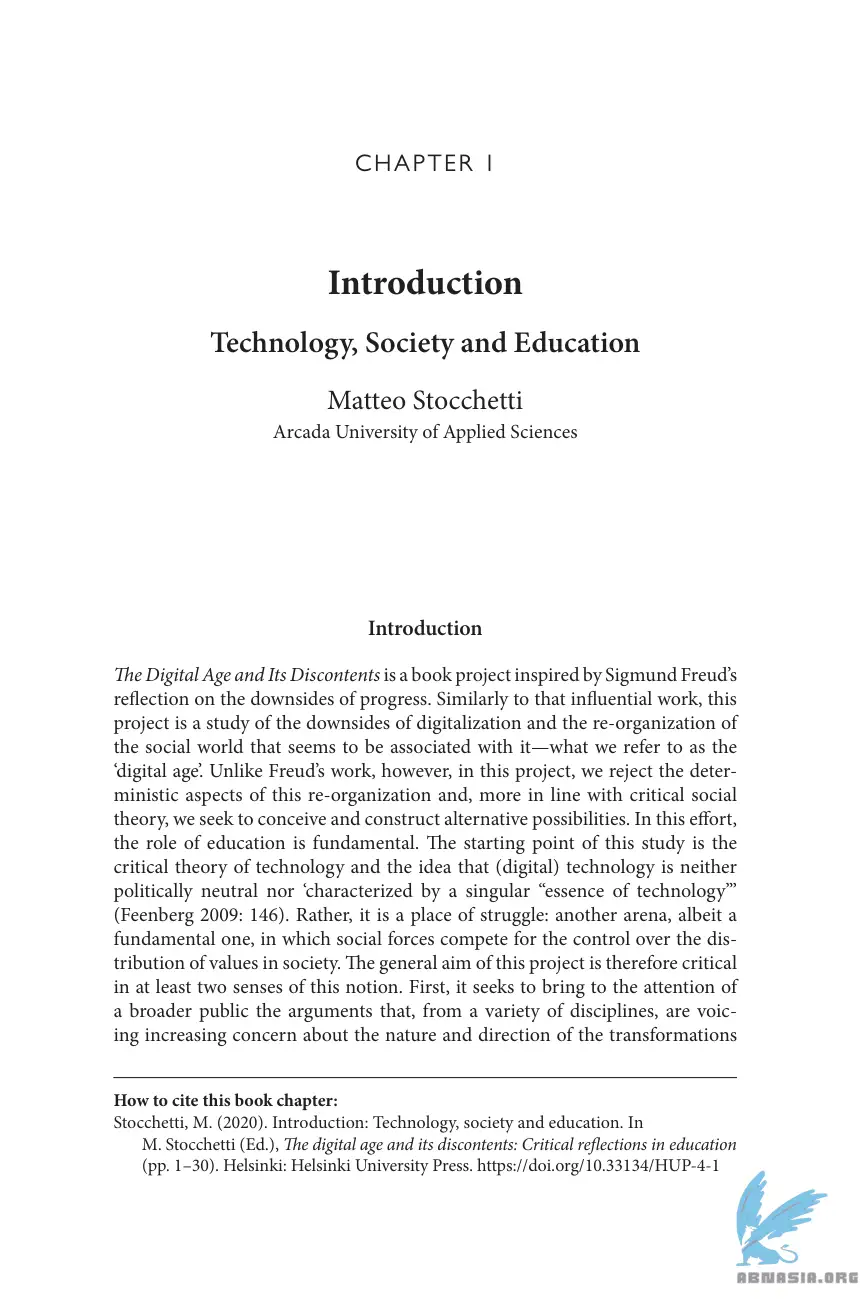 CHAPTER 1
Introduction
Technology, Society and Education
Matteo Stocchetti
Arcada University of Applied Sciences
Introduction
The Digital Age and Its Discontents is a book project inspired by Sigmund Freud’s
reflection on the downsides of progress. Similarly to that influential work, this
project is a study of the downsides of digitalization and the re-organization of
the social world that seems to be associated with it—what we refer to as the
‘digital age’. Unlike Freud’s work, however, in this project, we reject the deter-
ministic aspects of this re-organization and, more in line with critical social
theory, we seek to conceive and construct alternative possibilities. In this effort,
the role of education is fundamental. The starting point of this study is the
critical theory of technology and the idea that (digital) technology is neither
politically neutral nor ‘characterized by a singular “essence of technology”’
(Feenberg 2009: 146). Rather, it is a place of struggle: another arena, albeit a
fundamental one, in which social forces compete for the control over the dis-
tribution of values in society. The general aim of this project is therefore critical
in at least two senses of this notion. First, it seeks to bring to the attention of
a broader public the arguments that, from a variety of disciplines, are voic-
ing increasing concern about the nature and direction of the transformations
How to cite this book chapter:
Stocchetti, M. (2020). Introduction: Technology, society and education. In
M. Stocchetti (Ed.), The digital age and its discontents: Critical reflections in education
(pp. 1–30). Helsinki: Helsinki University Press. https://doi.org/10.33134/HUP-4-1
ABNASIA.ORG